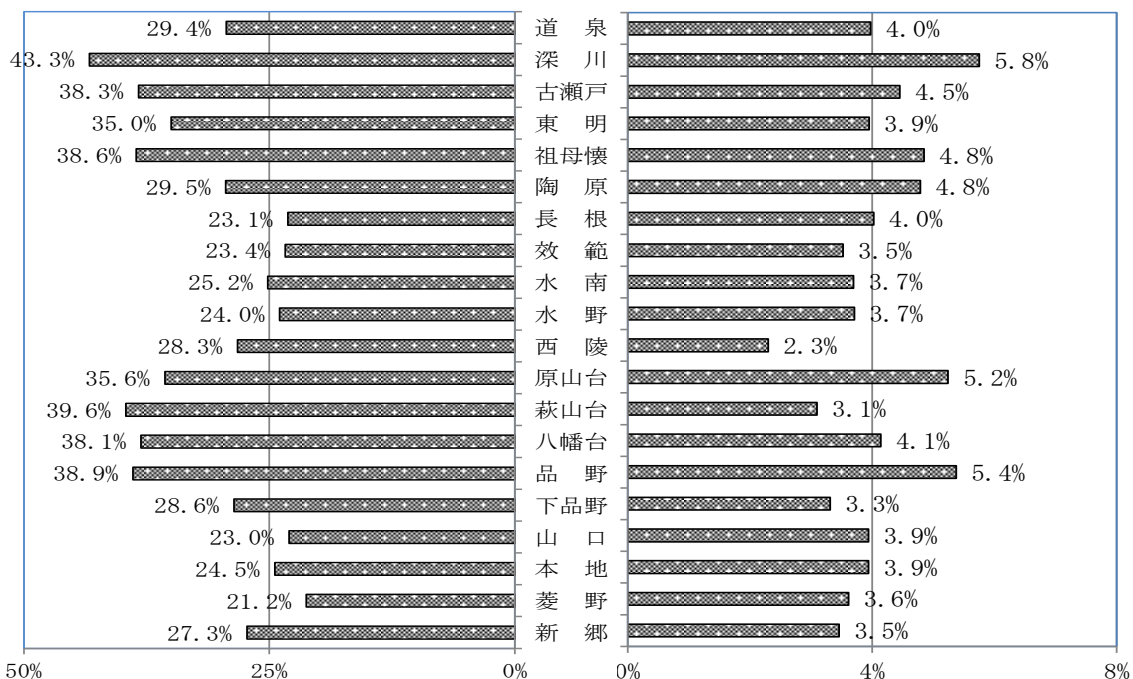 29.4% 道 泉 4.0%
43.3% 深 川 5.8%
38.3% 古瀬戸 4.5%
35.0% 東 明 3.9%
38.6% 祖母懐 4.8%
29.5% 陶 原 4.8%
23.1% 長 根 4.0%
23.4% 效 範 3.5%
25.2% 水 南 3.7%
24.0% 水 野 3.7%
28.3% 西 陵 2.3%
35.6% 原山台 5.2%
39.6% 萩山台 3.1%
38.1% 八幡台 4.1%
38.9% 品 野 5.4%
28.6% 下品野 3.3%
23.0% 山 口 3.9%
24.5% 本 地 3.9%
21.2% 菱 野 3.6%
27.3% 新 郷 3.5%
50% 25% 0% 0% 4% 8%